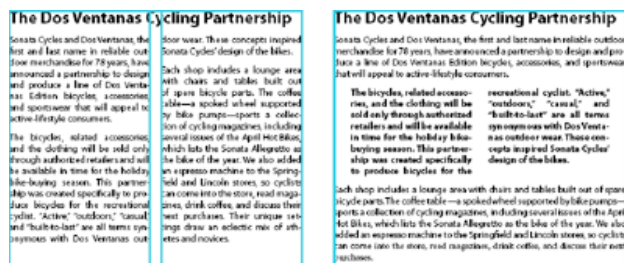 The Dos Ventanas Cycling Partnership
Sonata Cycles and Dos Ventanas, the
first and last name in reliable out-
door merchandise for 78 years, have
announced a partnership to design
and produce a line of Dos Venta-
nas Edition bicycles, accessories,
and sportswear that will appeal to
active-lifestyle consumers.
The bicycles, related accessories,
and the clothing will be sold only
through authorized retailers and will
be available in time for the holiday
bike-buying season. This partner-
ship was created specifically to pro-
duce bicycles for the recreational
cyclist. "Active," "outdoors," "casual,"
and "built-to-last" are all terms syn-
onymous with Dos Ventanas out-
door wear. These concepts inspired
Sonata Cycles' design of the bikes.
Each shop includes a lounge area
with chairs and tables built out
of spare bicycle parts. The coffee
table—a spoked wheel supported
by bike pumps—sports a collec-
tion of cycling magazines, including
several issues of the April Hot Bikes,
which lists the Sonata Allegretto as
the bike of the year. We also added
an espresso machine to the Spring-
field and Lincoln stores, so cyclists
can come into the store, read maga-
zines, drink coffee, and discuss their
next purchases. Their unique set-
tings draw an eclectic mix of ath-
letes and novices.
The Dos Ventanas Cycling Partnership
Sonata Cycles and Dos Ventanas, the first and last name in reliable outdoor
merchandise for 78 years, have announced a partnership to design and pro-
duce a line of Dos Ventanas Edition bicycles, accessories, and sportswear
that will appeal to active-lifestyle consumers.
The bicycles, related accesso-
ries, and the clothing will be
sold only through authorized
retailers and will be available
in time for the holiday bike-
buying season. This partner-
ship was created specifically
to produce bicycles for the
recreational cyclist. "Active,"
"outdoors," "casual," and
"built-to-last" are all terms
synonymous with Dos Venta-
nas outdoor wear. These con-
cepts inspired Sonata Cycles'
design of the bikes.
Each shop includes a lounge area with chairs and tables built out of spare
bicycle parts. The coffee table—a spoked wheel supported by bike pumps—
sports a collection of cycling magazines, including several issues of the April
Hot Bikes, which lists the Sonata Allegretto as the bike of the year. We also
added an espresso machine to the Springfield and Lincoln stores, so cyclists
can come into the store, read magazines, drink coffee, and discuss their next
purchases.